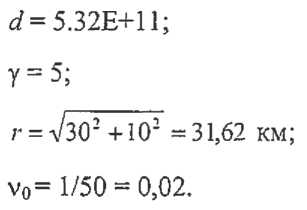 d = 5.32E+11;
γ = 5;
r = √30² +10² = 31,62 км;
ν₀ = 1/50 = 0,02.